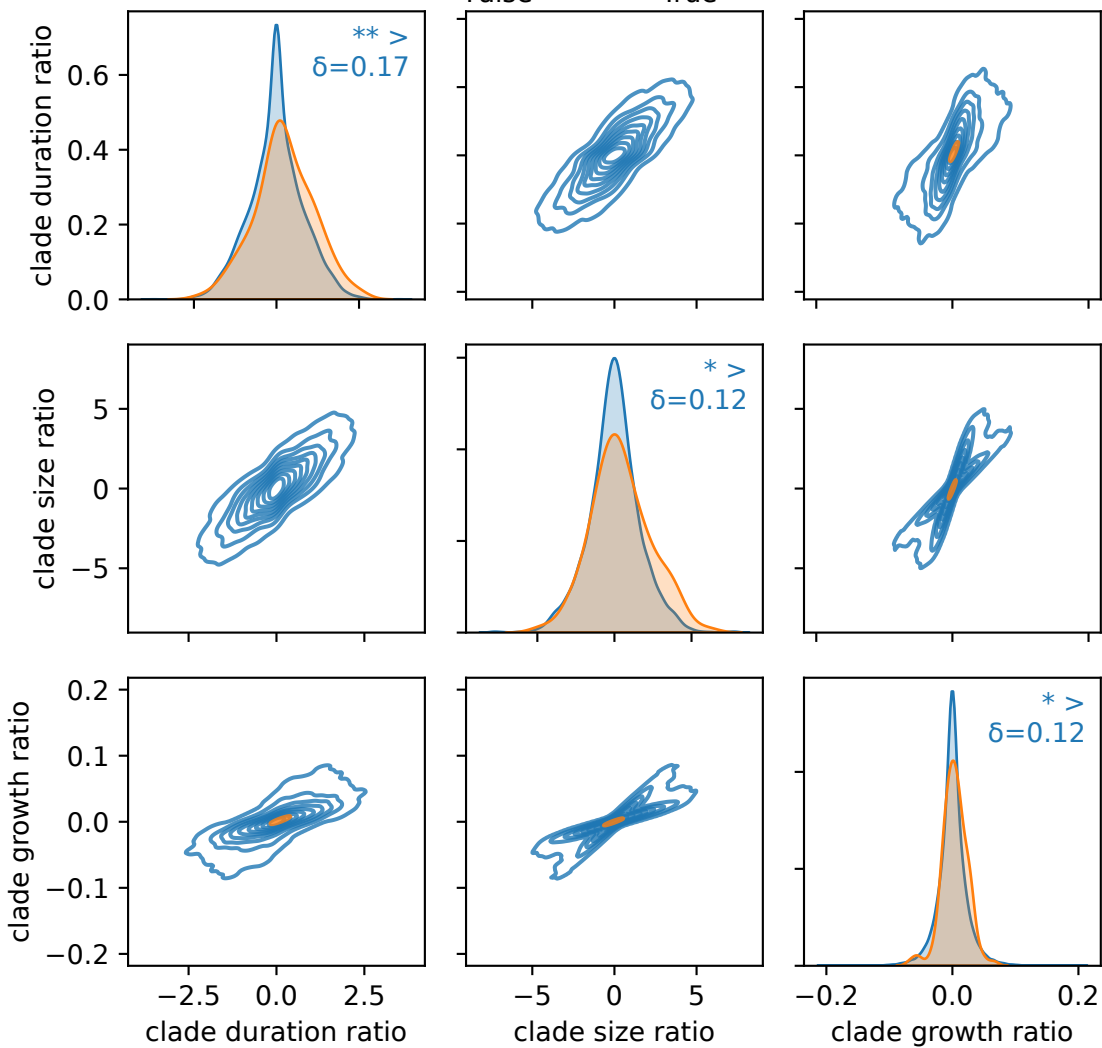 False True
clade duration ratio
0.6
0.4
0.2
0.0
** >
δ=0.17
clade size ratio
5
0
−5
* >
δ=0.12
clade growth ratio
0.2
0.1
0.0
−0.1
−0.2
* >
δ=0.12
−2.5 0.0 2.5
−5 0 5
−0.2 0.0 0.2
clade duration ratio
clade size ratio
clade growth ratio